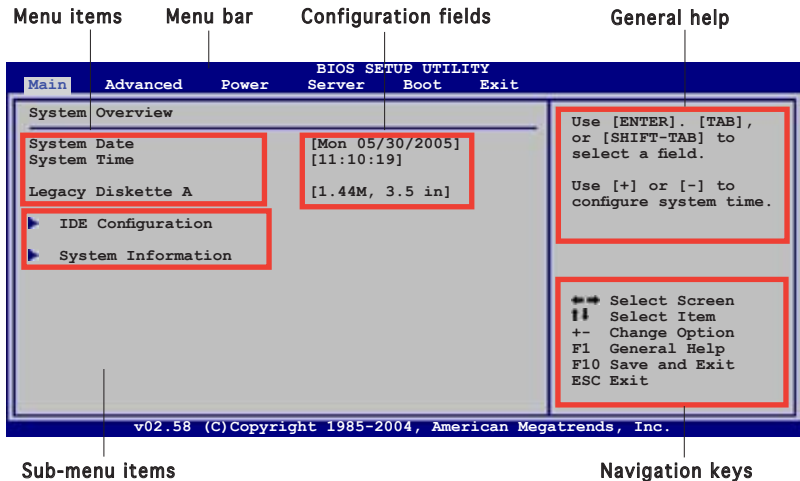 Menu items Menu bar Configuration fields General help
BIOS SETUP UTILITY
Main Advanced Power Server Boot Exit
System Overview
System Date [Mon 05/30/2005]
System Time [11:10:19]
Legacy Diskette A [1.44M, 3.5 in]
IDE Configuration
System Information
Use [ENTER]. [TAB],
or [SHIFT-TAB] to
select a field.
Use [+] or [-] to
configure system time.
Select Screen
Select Item
+- Change Option
F1 General Help
F10 Save and Exit
ESC Exit
v02.58 (C)Copyright 1985-2004, American Megatrends, Inc.
Sub-menu items Navigation keys